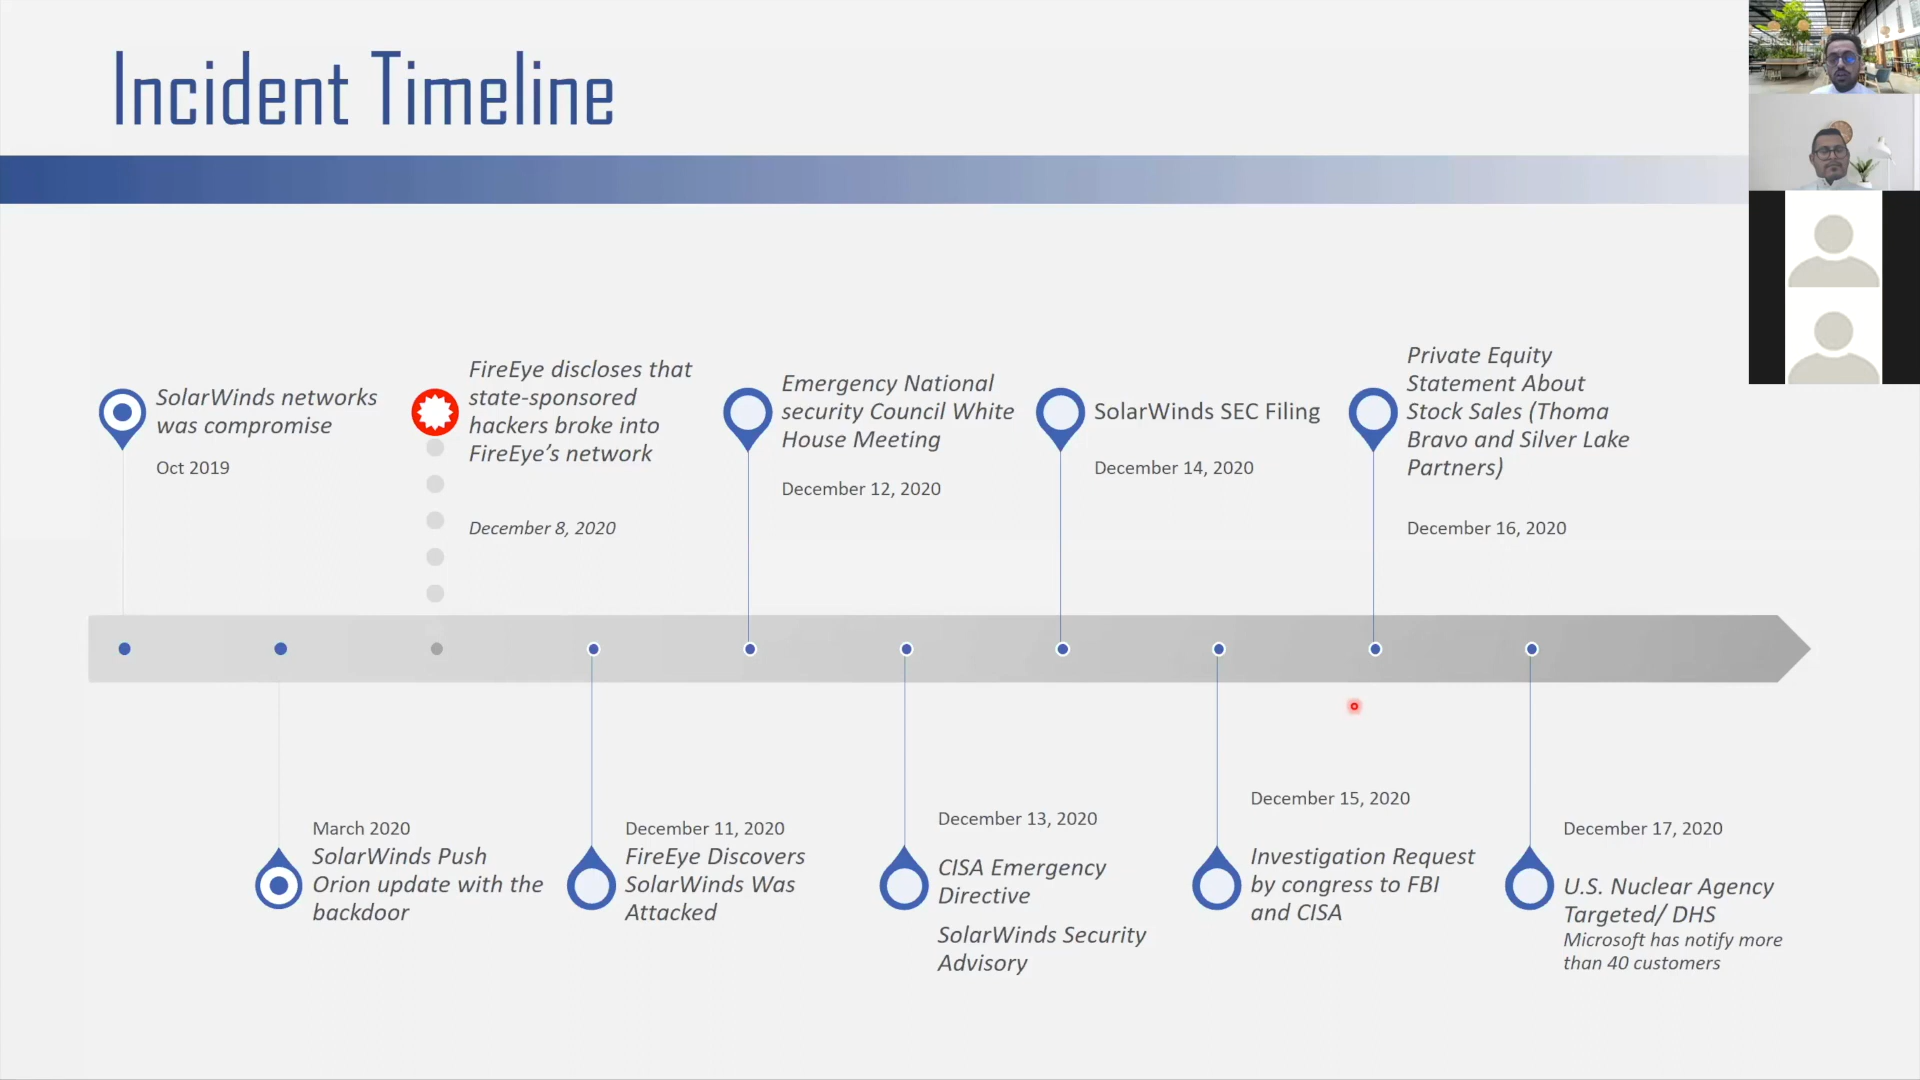 Incident Timeline
SolarWinds networks
was compromise
Oct 2019
FireEye discloses that
state-sponsored
hackers broke into
FireEye’s network
December 8, 2020
Emergency National
security Council White
House Meeting
December 12, 2020
SolarWinds SEC Filing
December 14, 2020
Private Equity
Statement About
Stock Sales (Thoma
Bravo and Silver Lake
Partners)
December 16, 2020
March 2020
SolarWinds Push
Orion update with the
backdoor
December 11, 2020
FireEye Discovers
SolarWinds Was
Attacked
December 13, 2020
CISA Emergency
Directive
SolarWinds Security
Advisory
December 15, 2020
Investigation Request
by congress to FBI
and CISA
December 17, 2020
U.S. Nuclear Agency
Targeted/ DHS
Microsoft has notify more
than 40 customers